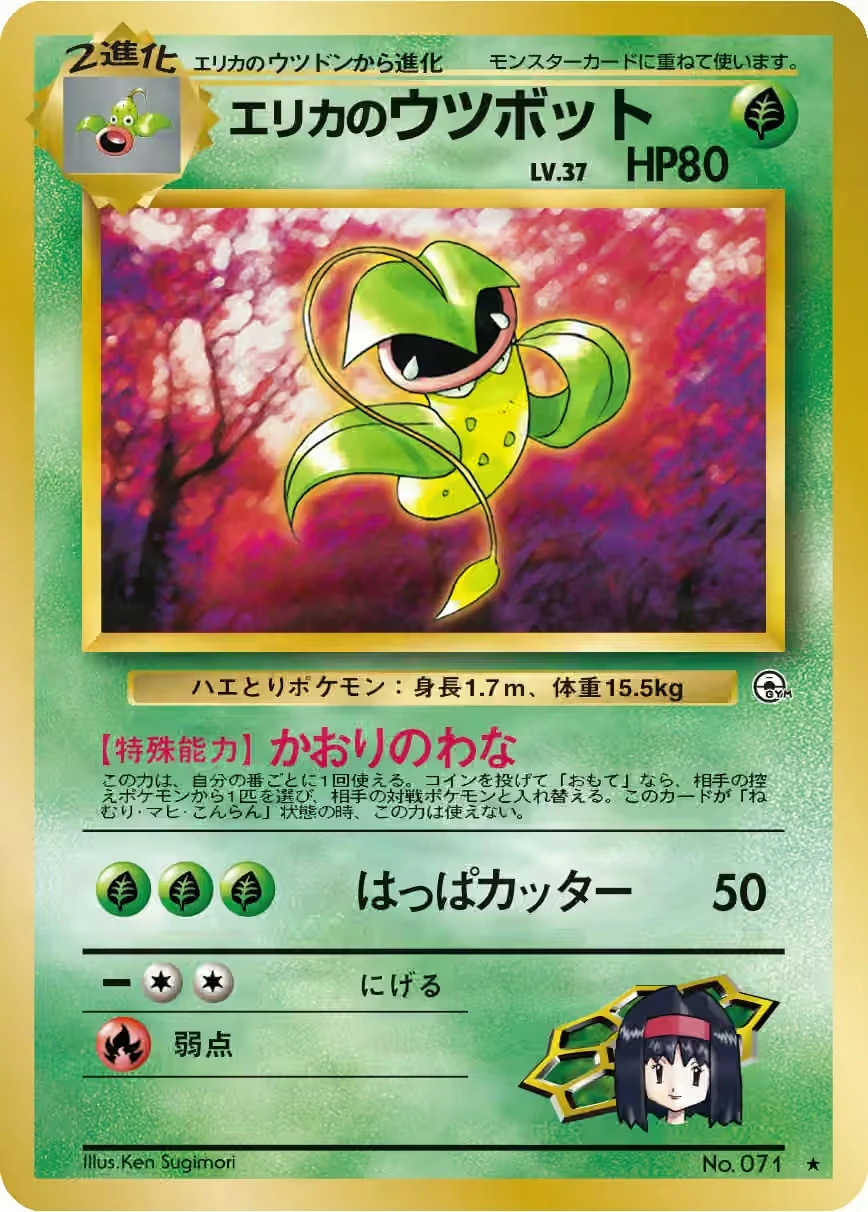 2進化
エリカのウツドンから進化
モンスターカードに重ねて使います。
エリカのウツボット
LV.37 HP80
ハエとりポケモン：身長1.7m、体重15.5kg
GYM
【特殊能力】かおりのわな
この力は、自分の番ごとに1回使える。コインを投げて「おもて」なら、相手の控
えポケモンから1匹を選び、相手の対戦ポケモンと入れ替える。このカードが「ね
むり・マヒ・こんらん」状態の時、この力は使えない。
はっぱカッター 50
にげる
弱点
Illus.Ken Sugimori
No.071 ★